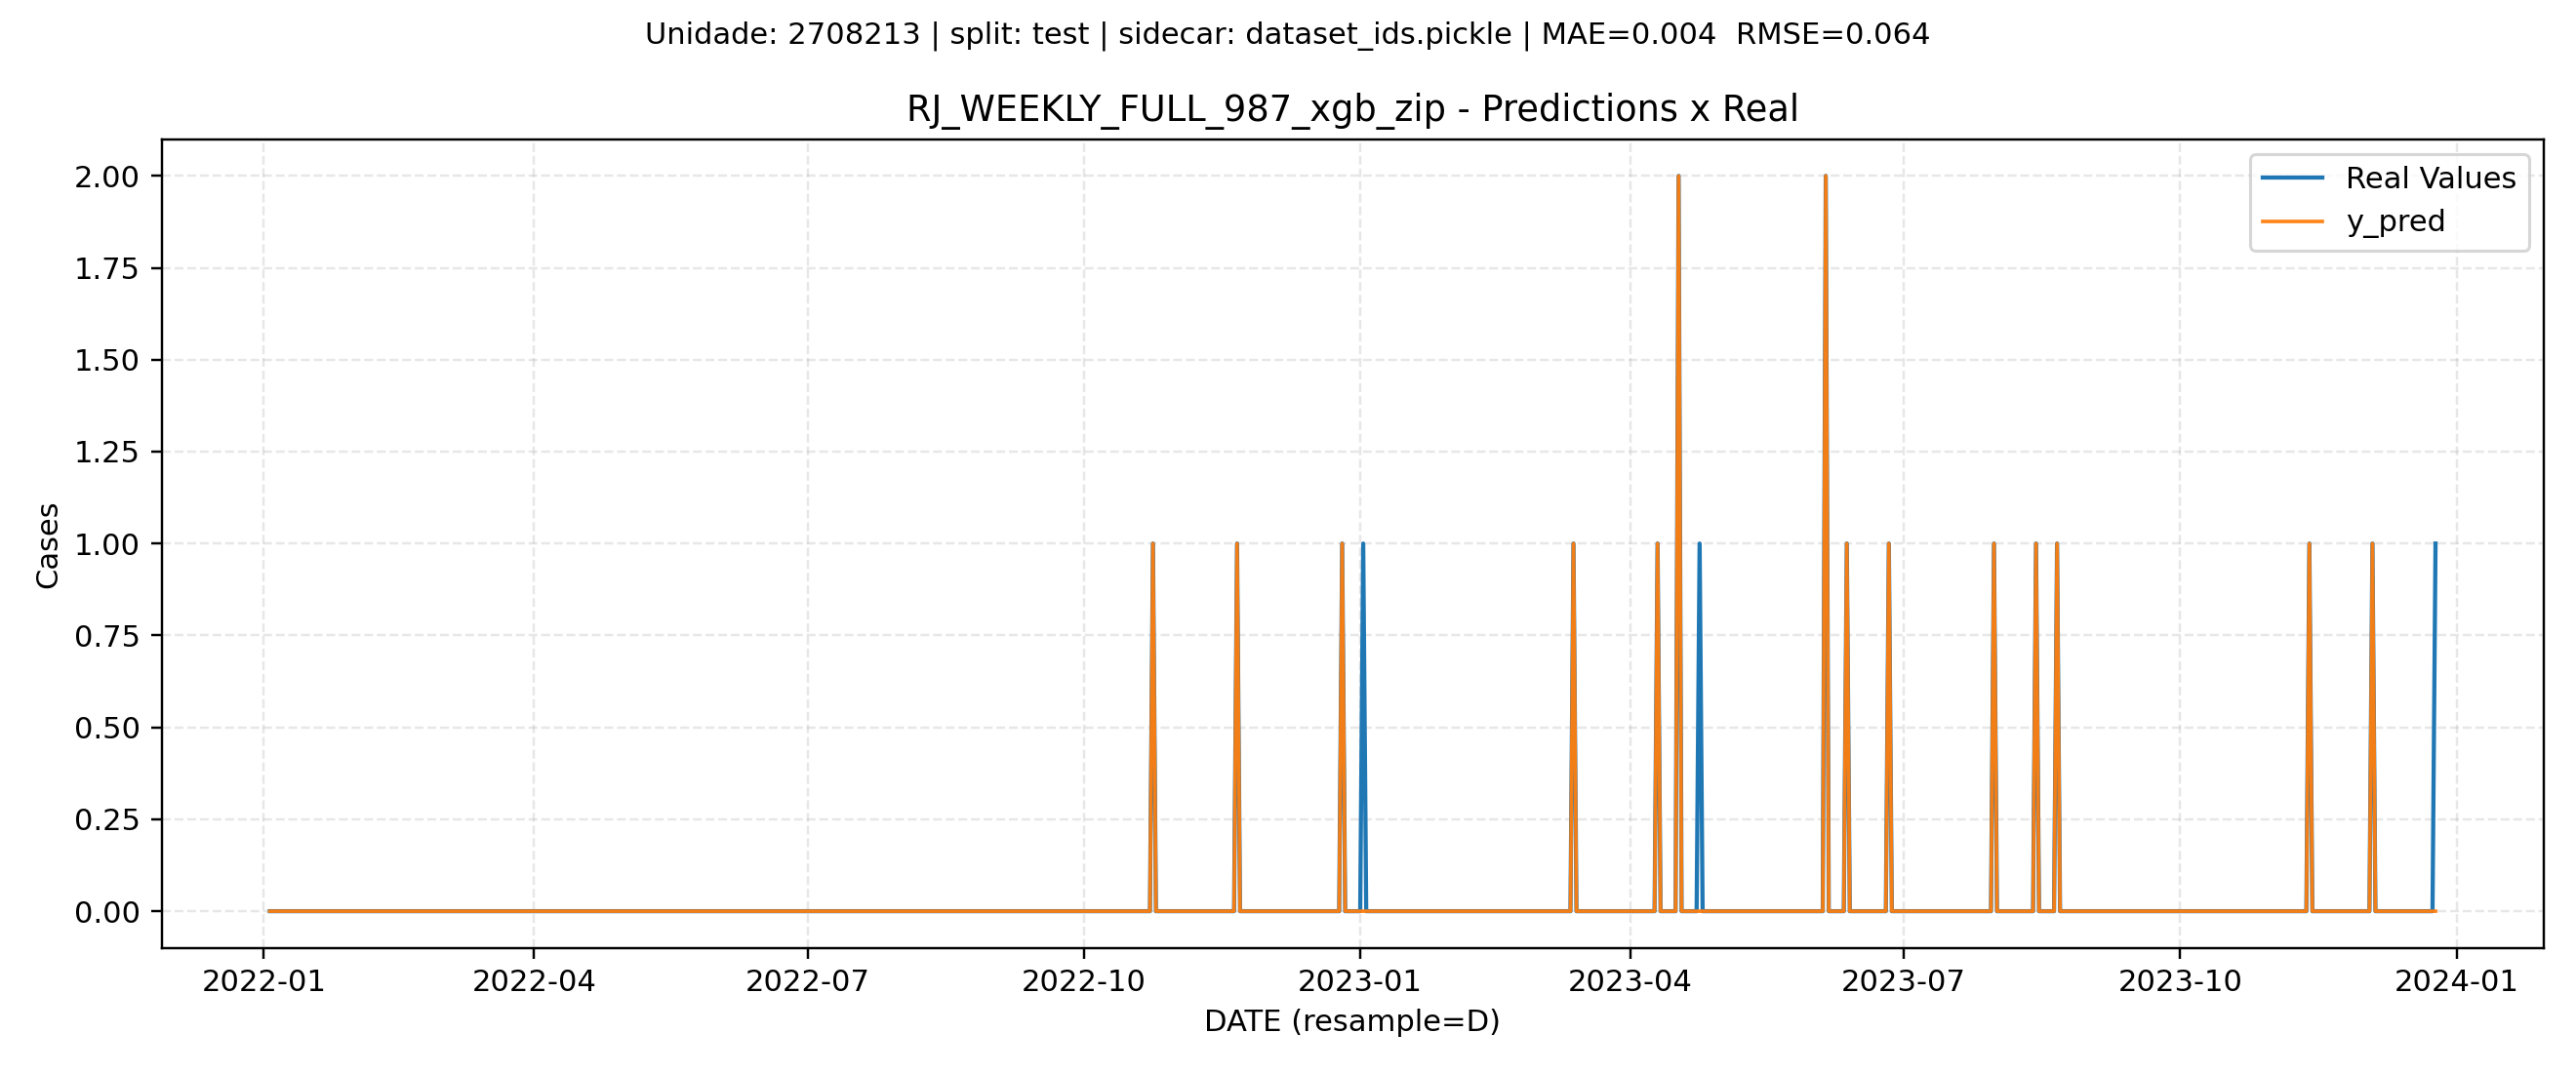 Unidade: 2708213 | split: test | sidecar: dataset_ids.pickle | MAE=0.004  RMSE=0.064
RJ_WEEKLY_FULL_987_xgb_zip - Predictions x Real
Real Values
y_pred
Cases
2.00
1.75
1.50
1.25
1.00
0.75
0.50
0.25
0.00
2022-01 2022-04 2022-07 2022-10 2023-01 2023-04 2023-07 2023-10 2024-01
DATE (resample=D)